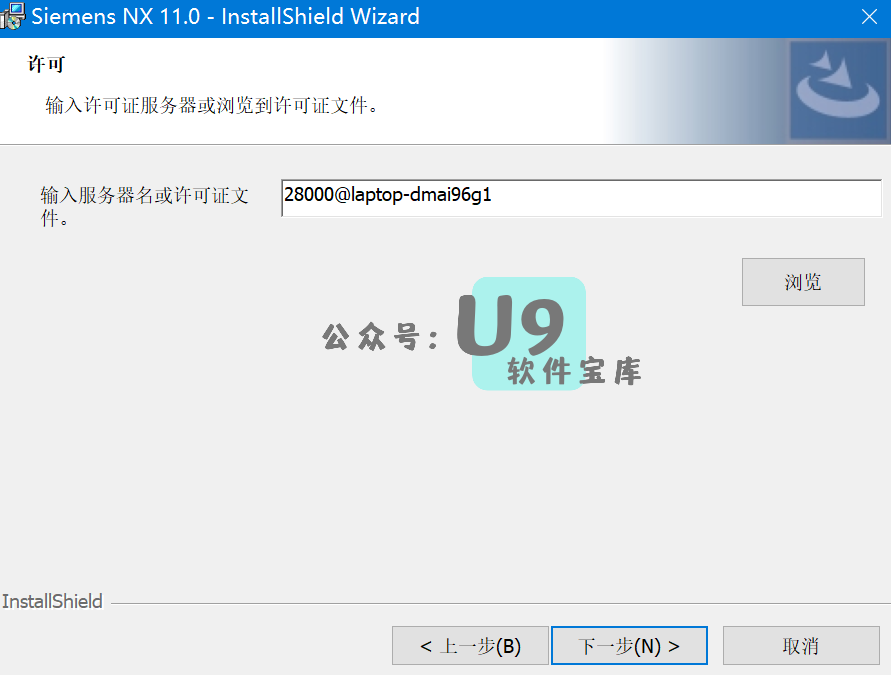 Siemens NX 11.0 - InstallShield Wizard
许可
输入许可证服务器或浏览到许可证文件。
输入服务器名或许可证文
件。
28000@laptop-dmai96g1
浏览
公众号：U9
软件宝库
InstallShield
< 上一步(B)
下一步(N) >
取消